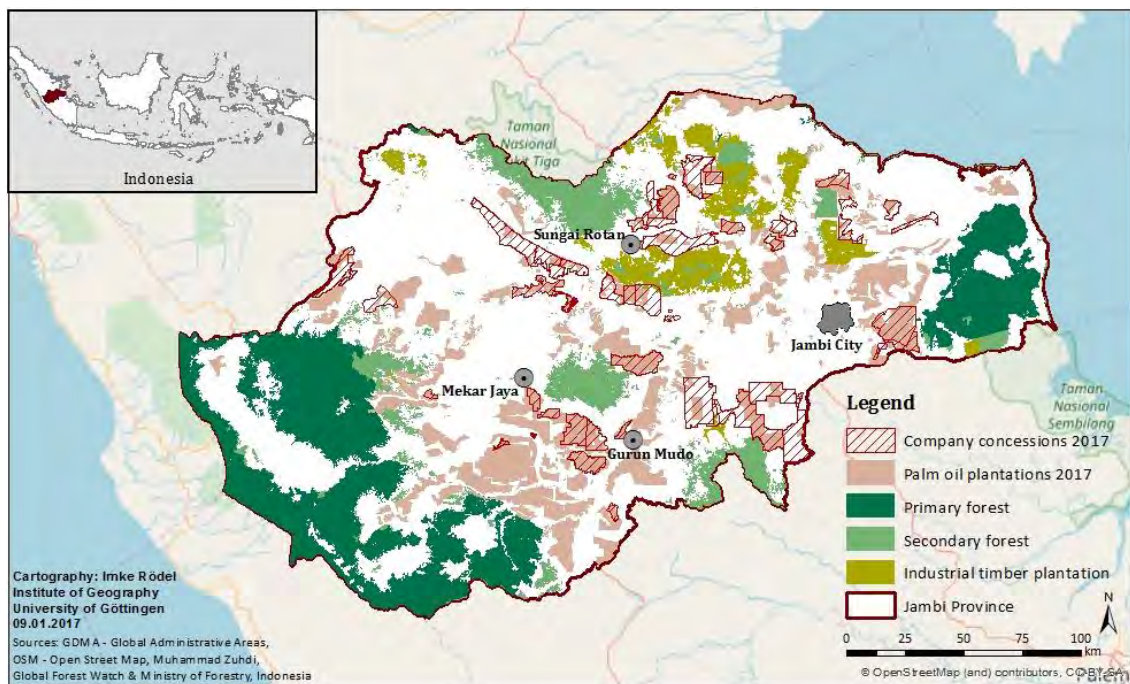 Indonesia
Taman
Nasional
kit Tiga
Sungai Rotan
Jambi City
Mekar Jaya
Gurun Mudo
Taman
Nasional
Sembilang
Legend
Company concessions 2017
Palm oil plantations 2017
Primary forest
Secondary forest
Industrial timber plantation
Jambi Province
N
0 25 50 75 100
km
Cartography: Imke Rödel
Institute of Geography
University of Göttingen
09.01.2017
Sources: GDMA - Global Administrative Areas,
OSM - Open Street Map, Muhammad Zuhdi,
Global Forest Watch & Ministry of Forestry, Indonesia
© OpenStreetMap (and) contributors, CC-BY-SA